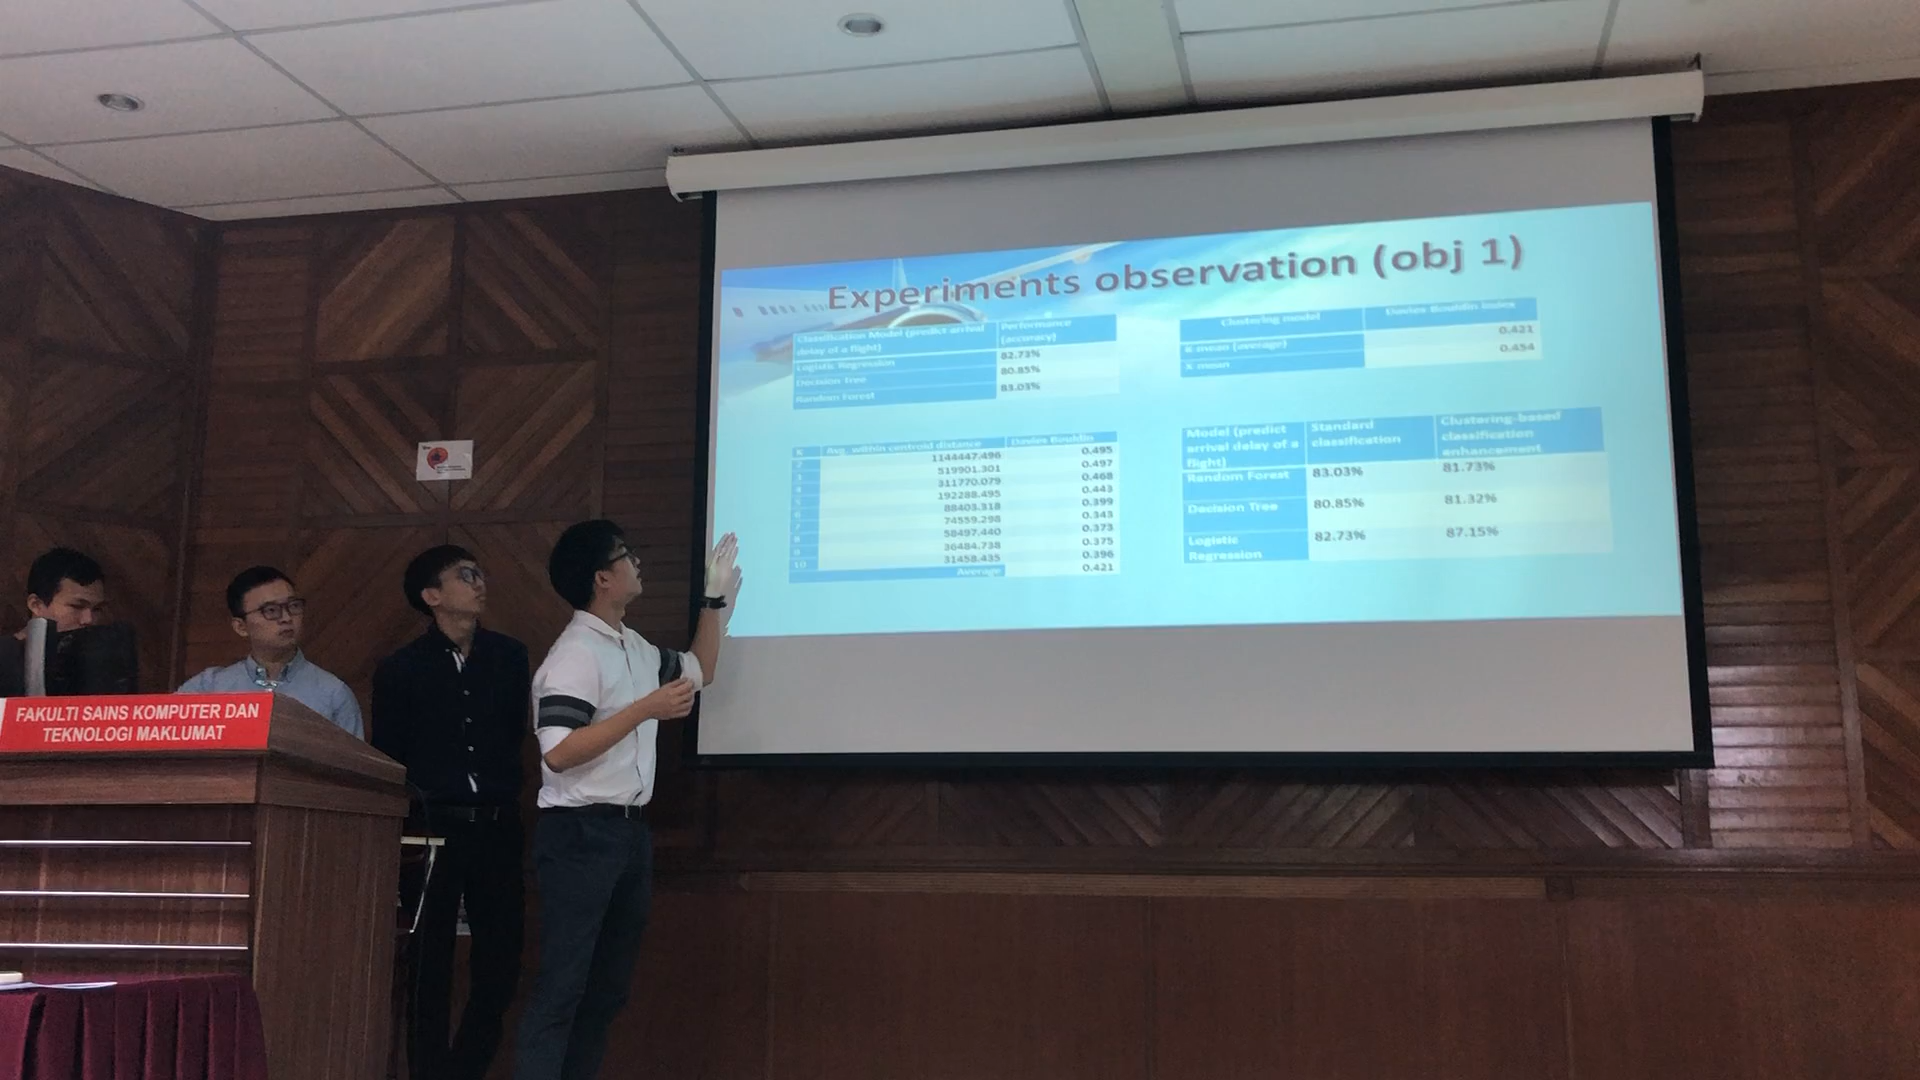 Experiments observation (obj 1)
Classification Model (predict arrival
delay of a flight)
Performance
(accuracy)
Logistic Regression
82.73%
Decision Tree
80.85%
Random Forest
83.03%
Clustering model
Davies Bouldin Index
K mean (average)
0.421
X mean
0.454
K
Avg. within centroid distance
Davies Bouldin
2
1144447.496
0.495
3
519901.301
0.497
4
311770.079
0.468
5
192288.495
0.443
6
88403.318
0.399
7
74559.298
0.343
8
58497.440
0.373
9
36484.738
0.375
10
31458.435
0.396
Average
0.421
Model (predict
arrival delay of a
flight)
Standard
classification
Clustering-based
classification
enhancement
Random Forest
83.03%
81.73%
Decision Tree
80.85%
81.32%
Logistic
Regression
82.73%
87.15%
FAKULTI SAINS KOMPUTER DAN
TEKNOLOGI MAKLUMAT